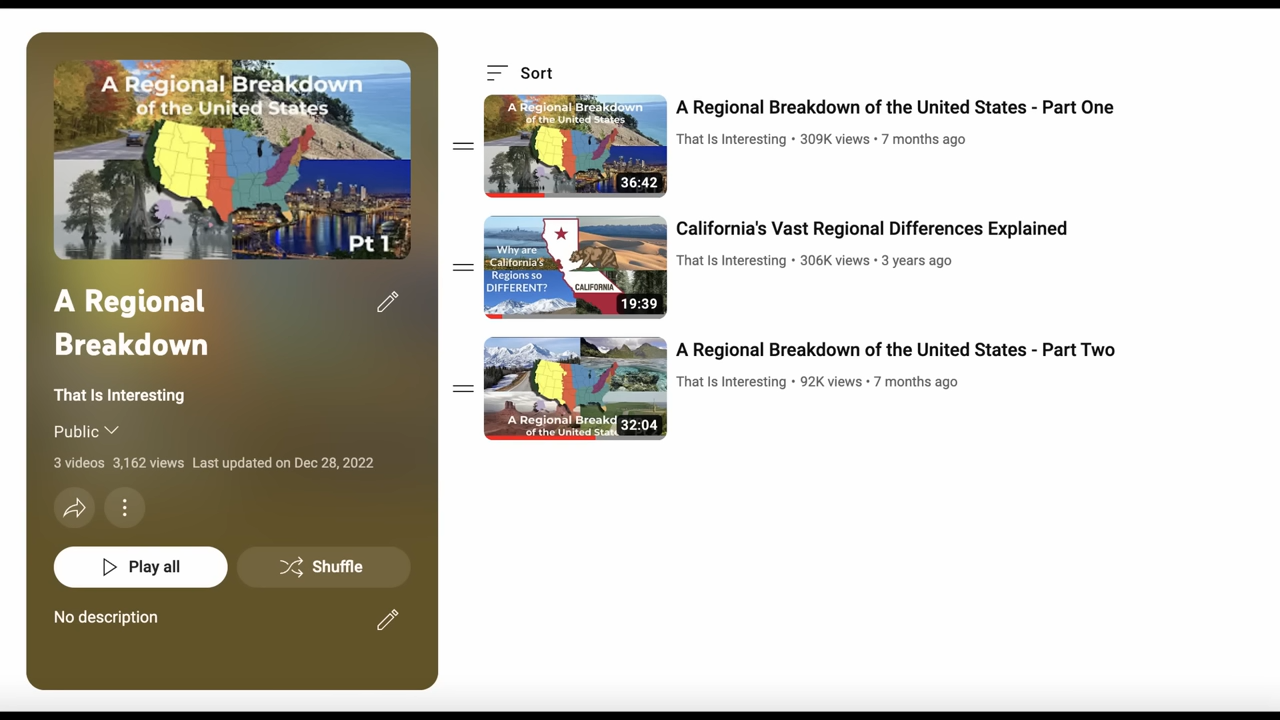 A Regional Breakdown
of the United States
Pt 1
A Regional
Breakdown
That Is Interesting
Public
3 videos 3,162 views Last updated on Dec 28, 2022
Play all
Shuffle
No description
Sort
A Regional Breakdown
of the United States
36:42
A Regional Breakdown of the United States - Part One
That Is Interesting • 309K views • 7 months ago
Why are
California's
Regions so
DIFFERENT?
CALIFORNIA
19:39
California's Vast Regional Differences Explained
That Is Interesting • 306K views • 3 years ago
A Regional Breakd
of the United Stat
32:04
A Regional Breakdown of the United States - Part Two
That Is Interesting • 92K views • 7 months ago